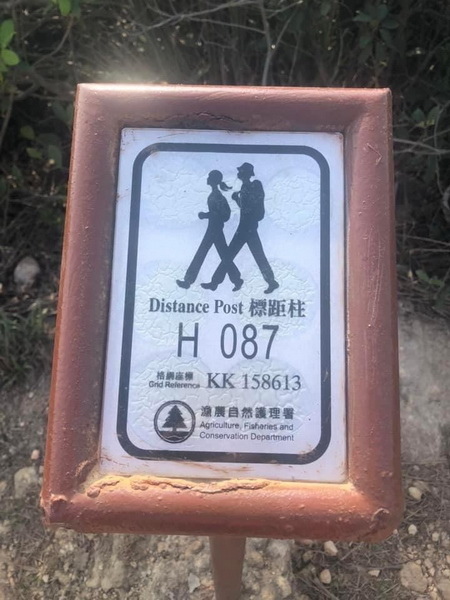 Distance Post 標距柱
H 087
格網座標
Grid Reference KK 158613
漁農自然護理署
Agriculture, Fisheries and
Conservation Department